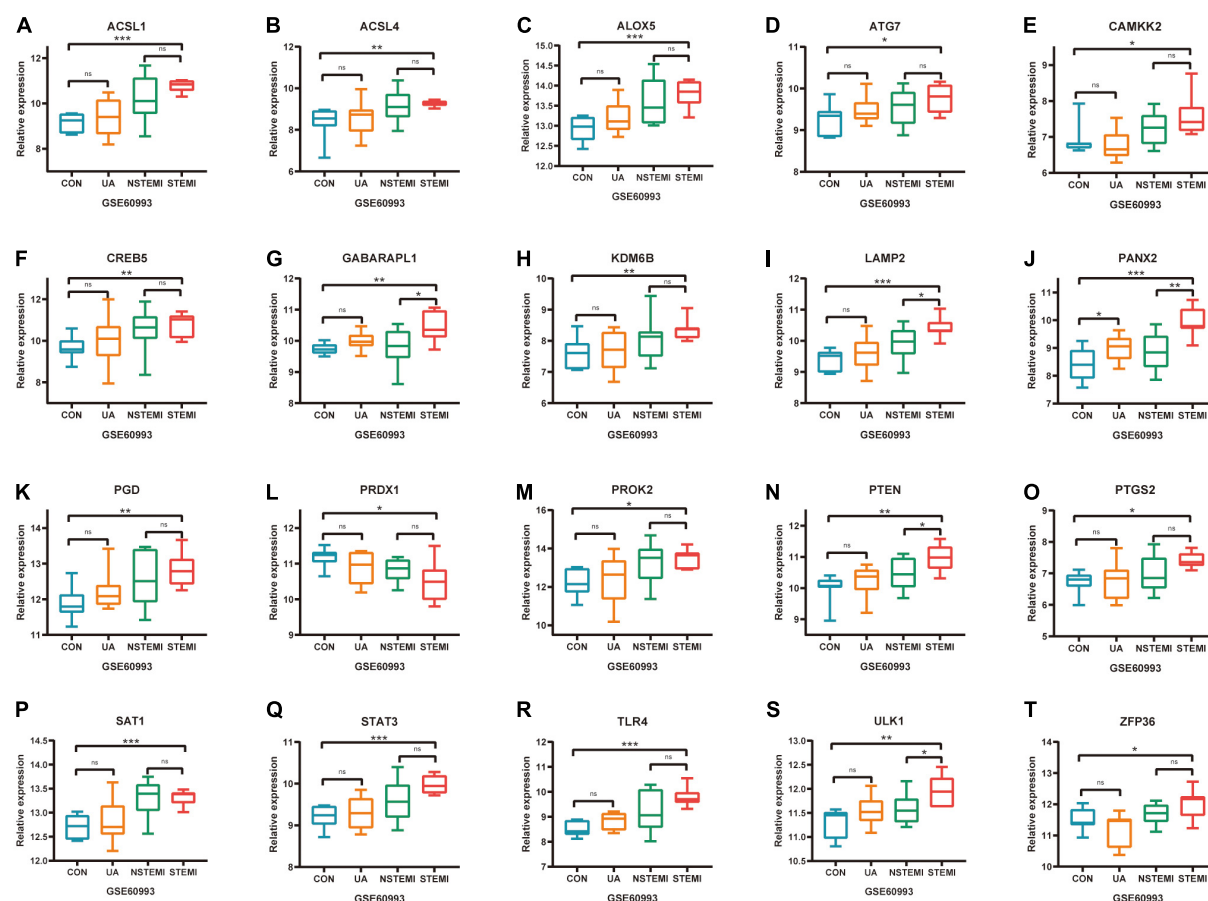 A ACSL1
***
ns
ns
Relative expression
12
10
8
CON UA NSTEMI STEMI
GSE60993
B ACSL4
**
ns
ns
Relative expression
12
10
8
6
CON UA NSTEMI STEMI
GSE60993
C ALOX5
***
ns
ns
Relative expression
15.0
14.0
13.0
12.0
CON UA NSTEMI STEMI
GSE60993
D ATG7
*
ns
ns
Relative expression
11
10
9
8
7
CON UA NSTEMI STEMI
GSE60993
E CAMKK2
*
ns
ns
Relative expression
9
8
7
6
CON UA NSTEMI STEMI
GSE60993
F CREB5
**
ns
ns
Relative expression
12
10
8
CON UA NSTEMI STEMI
GSE60993
G GABARAPL1
**
*
ns
Relative expression
12
11
10
9
8
CON UA NSTEMI STEMI
GSE60993
H KDM6B
**
ns
ns
Relative expression
10
9
8
7
6
CON UA NSTEMI STEMI
GSE60993
I LAMP2
***
*
ns
Relative expression
12
11
10
9
8
CON UA NSTEMI STEMI
GSE60993
J PANX2
***
**
*
Relative expression
11
10
9
8
7
CON UA NSTEMI STEMI
GSE60993
K PGD
**
ns
ns
Relative expression
14
13
12
11
CON UA NSTEMI STEMI
GSE60993
L PRDX1
*
ns
ns
Relative expression
13
12
11
10
9
CON UA NSTEMI STEMI
GSE60993
M PROK2
*
ns
ns
Relative expression
16
14
12
10
CON UA NSTEMI STEMI
GSE60993
N PTEN
**
*
ns
Relative expression
12
11
10
9
CON UA NSTEMI STEMI
GSE60993
O PTGS2
*
ns
ns
Relative expression
9
8
7
6
5
CON UA NSTEMI STEMI
GSE60993
P SAT1
***
ns
ns
Relative expression
14.5
14.0
13.5
13.0
12.5
12.0
CON UA NSTEMI STEMI
GSE60993
Q STAT3
***
ns
ns
Relative expression
11
10
9
8
CON UA NSTEMI STEMI
GSE60993
R TLR4
***
ns
ns
Relative expression
12
11
10
9
8
7
CON UA NSTEMI STEMI
GSE60993
S ULK1
**
*
ns
Relative expression
13.0
12.5
12.0
11.5
11.0
10.5
CON UA NSTEMI STEMI
GSE60993
T ZFP36
*
ns
ns
Relative expression
14
13
12
11
10
CON UA NSTEMI STEMI
GSE60993